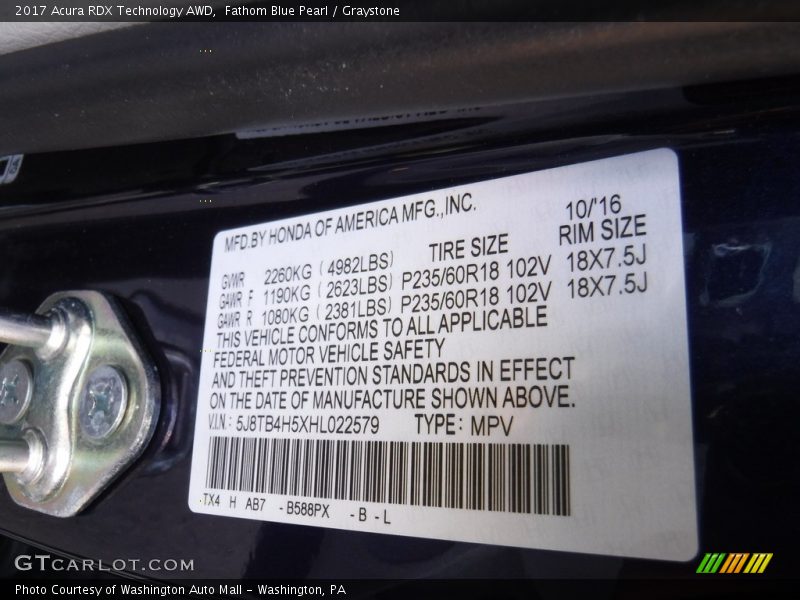 2017 Acura RDX Technology AWD, Fathom Blue Pearl / Graystone
MFD.BY HONDA OF AMERICA MFG.,INC. 10/'16
GVWR 2260KG ( 4982LBS) TIRE SIZE RIM SIZE
GAWR F 1190KG ( 2623LBS) P235/60R18 102V 18X7.5J
GAWR R 1080KG ( 2381LBS) P235/60R18 102V 18X7.5J
THIS VEHICLE CONFORMS TO ALL APPLICABLE
FEDERAL MOTOR VEHICLE SAFETY
AND THEFT PREVENTION STANDARDS IN EFFECT
ON THE DATE OF MANUFACTURE SHOWN ABOVE.
V.I.N: 5J8TB4H5XHL022579 TYPE: MPV
TX4 H AB7 - B588PX - B - L
GTCARLOT.COM
Photo Courtesy of Washington Auto Mall - Washington, PA